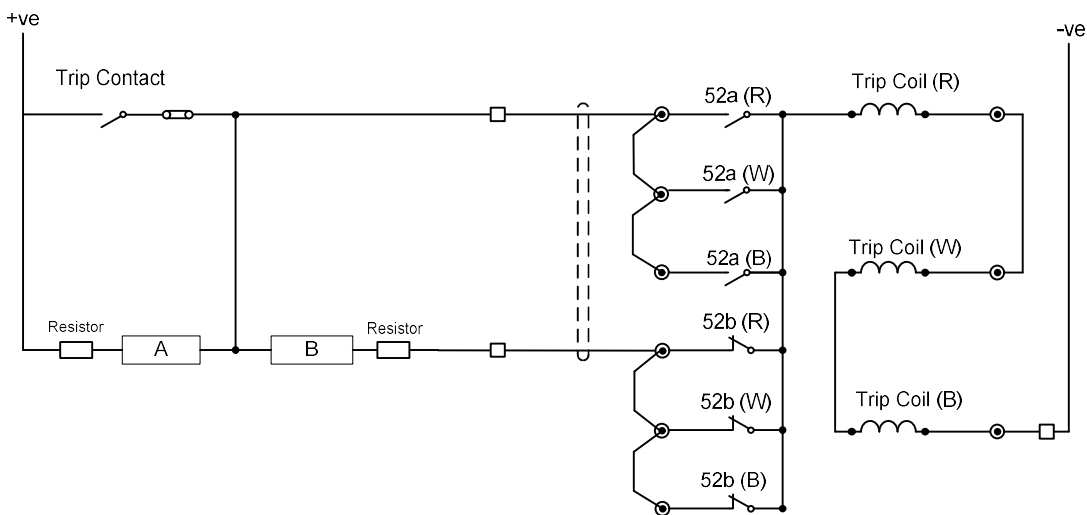 +ve
-ve
Trip Contact
52a (R)
Trip Coil (R)
52a (W)
52a (B)
Trip Coil (W)
Resistor
A
B
Resistor
52b (R)
52b (W)
Trip Coil (B)
52b (B)